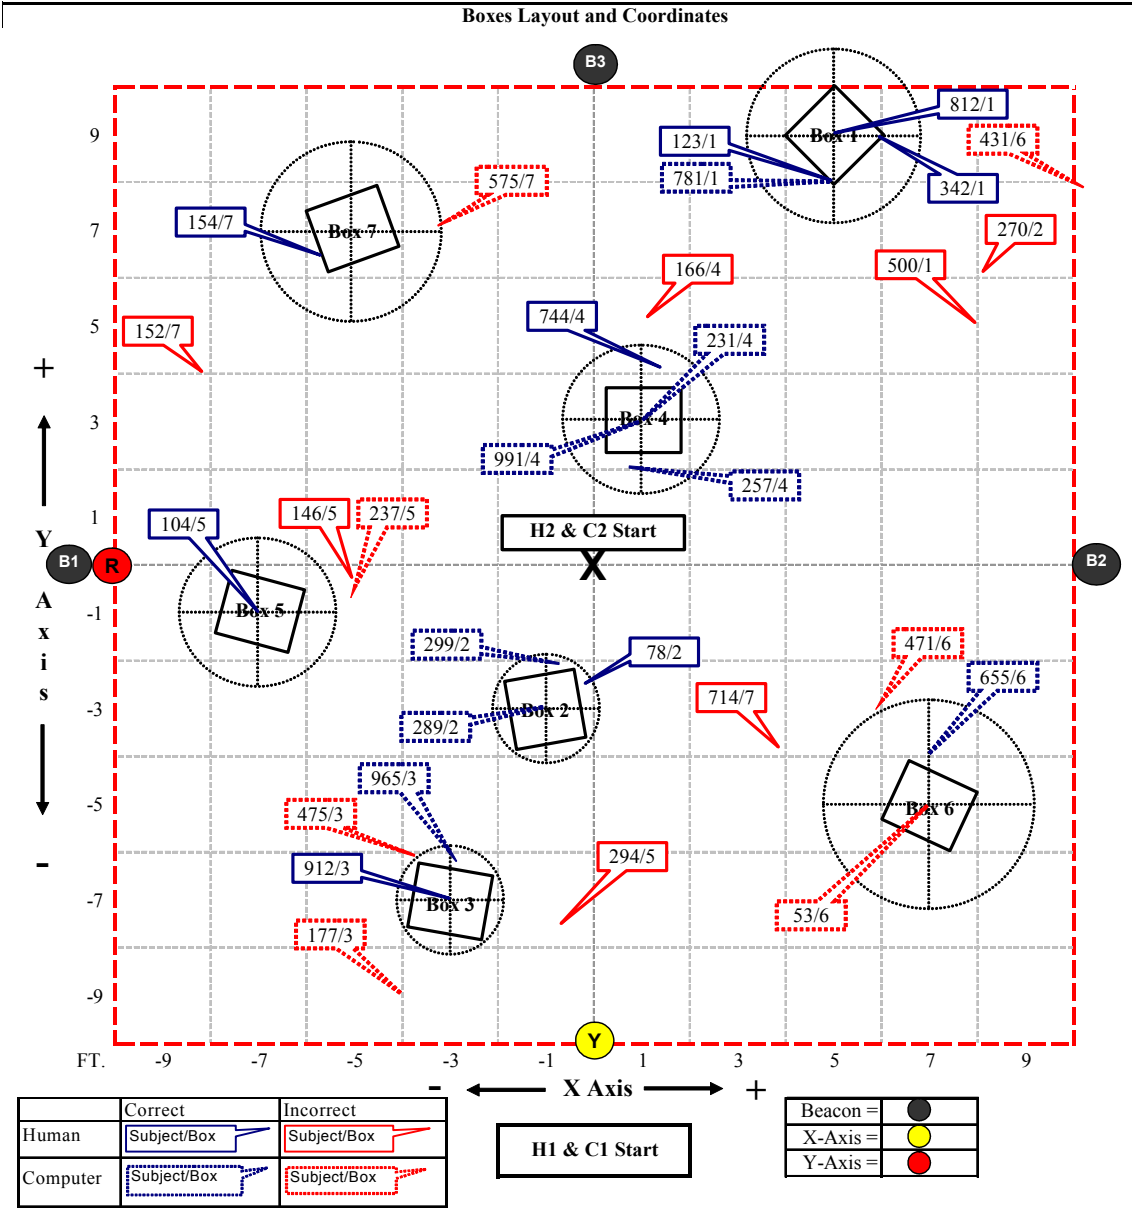 Boxes Layout and Coordinates
B3
812/1
9
123/1
Box 1
431/6
575/7
781/1
342/1
154/7
7
Box 7
270/2
166/4
500/1
744/4
5
152/7
231/4
+
3
Box 4
991/4
257/4
1
146/5
237/5
104/5
H2 & C2 Start
Y
B1
R
X
B2
A
-1
Box 5
x
i
299/2
78/2
471/6
655/6
s
714/7
-3
Box 2
289/2
965/3
-5
475/3
Box 6
-
294/5
912/3
-7
Box 3
53/6
177/3
-9
Y
FT.
-9
-7
-5
-3
-1
1
3
5
7
9
-
X Axis
+
Correct
Incorrect
Human
Subject/Box
Subject/Box
Computer
Subject/Box
Subject/Box
H1 & C1 Start
Beacon =
X-Axis =
Y-Axis =